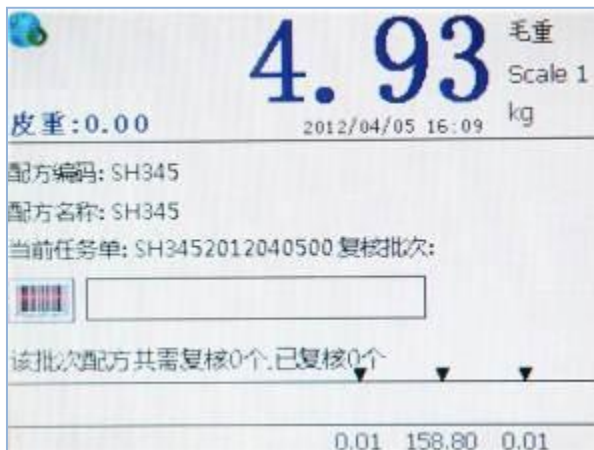 4.93
毛重
Scale 1
kg
皮重:0.00
2012/04/05 16:09
配方编码: SH345
配方名称: SH345
当前任务单: SH3452012040500 复核批次:
该批次配方共需复核0个.已复核0个
0.01 158.80 0.01